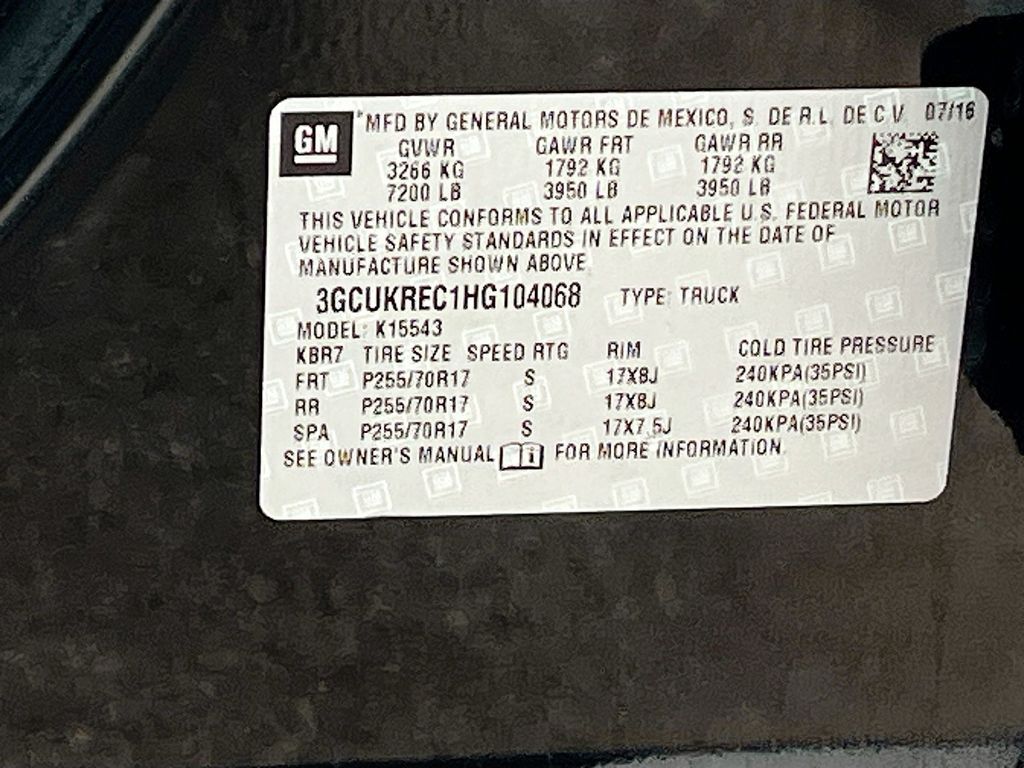 GM
*MFD BY GENERAL MOTORS DE MEXICO, S. DE R.L. DE C.V. 07/16
GVWR GAWR FRT GAWR RR
3266 KG 1792 KG 1792 KG
7200 LB 3950 LB 3950 LB
THIS VEHICLE CONFORMS TO ALL APPLICABLE U.S. FEDERAL MOTOR
VEHICLE SAFETY STANDARDS IN EFFECT ON THE DATE OF
MANUFACTURE SHOWN ABOVE.
3GCUKREC1HG104068 TYPE: TRUCK
MODEL: K15543
KBR7 TIRE SIZE SPEED RTG RIM COLD TIRE PRESSURE
FRT P255/70R17 S 17X8J 240KPA(35PSI)
RR P255/70R17 S 17X8J 240KPA(35PSI)
SPA P255/70R17 S 17X7.5J 240KPA(35PSI)
SEE OWNER'S MANUAL i FOR MORE INFORMATION.